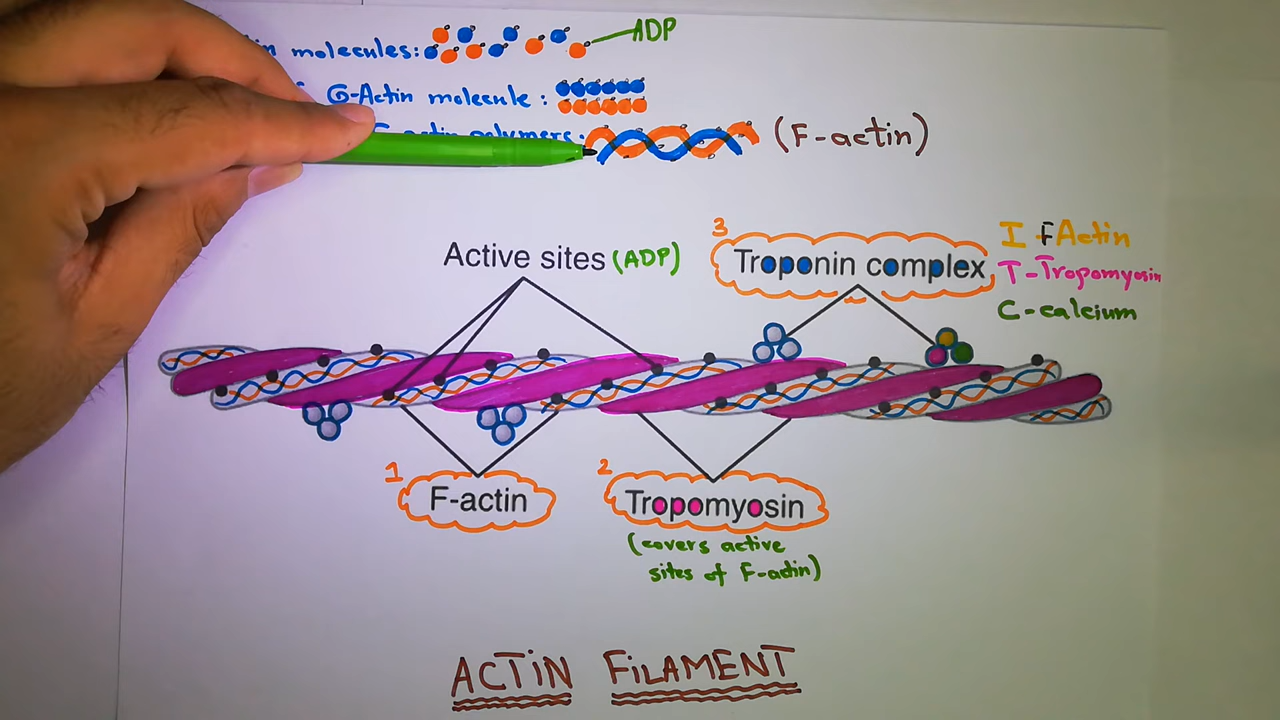 molecules:
ADP
G-Actin molecule :
polymers:
(F-actin)
Active sites (ADP)
3
Troponin complex
I FActin
T-Tropomyosin
C-calcium
1
F-actin
2
Tropomyosin
(covers active
sites of F-actin)
ACTIN FILAMENT